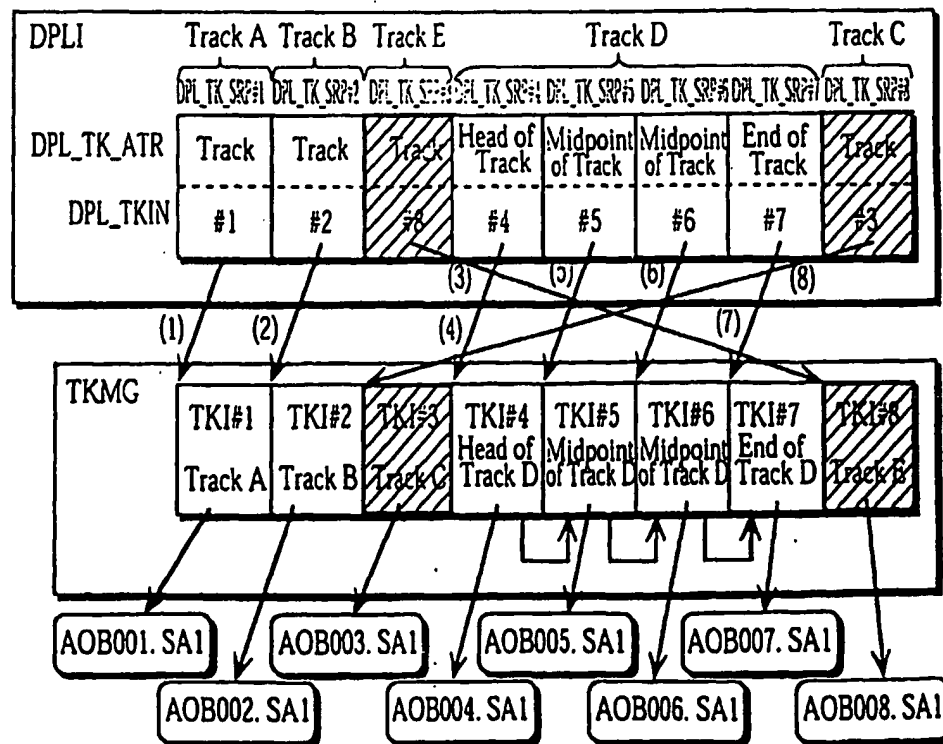 DPLI
Track A Track B Track E Track D Track C
DPL_TK_SRP#1 DPL_TK_SRP#2 DPL_TK_SRP#4 DPL_TK_SRP#5 DPL_TK_SRP#6 DPL_TK_SRP#7 DPL_TK_SRP#8
DPL_TK_ATR Track Track Track Head of Track Midpoint of Track Midpoint of Track End of Track Track
DPL_TKIN #1 #2 #8 #4 #5 #6 #7 #3
(3) (5) (6) (8)
(1) (2) (4) (7)
TKMG
TKI#1 TKI#2 TKI#3 TKI#4 TKI#5 TKI#6 TKI#7 TKI#8
Head of Midpoint Midpoint End of
Track A Track B Track C Track D of Track D of Track D Track D Track E
AOB001. SA1 AOB003. SA1 AOB005. SA1 AOB007. SA1
AOB002. SA1 AOB004. SA1 AOB006. SA1 AOB008. SA1